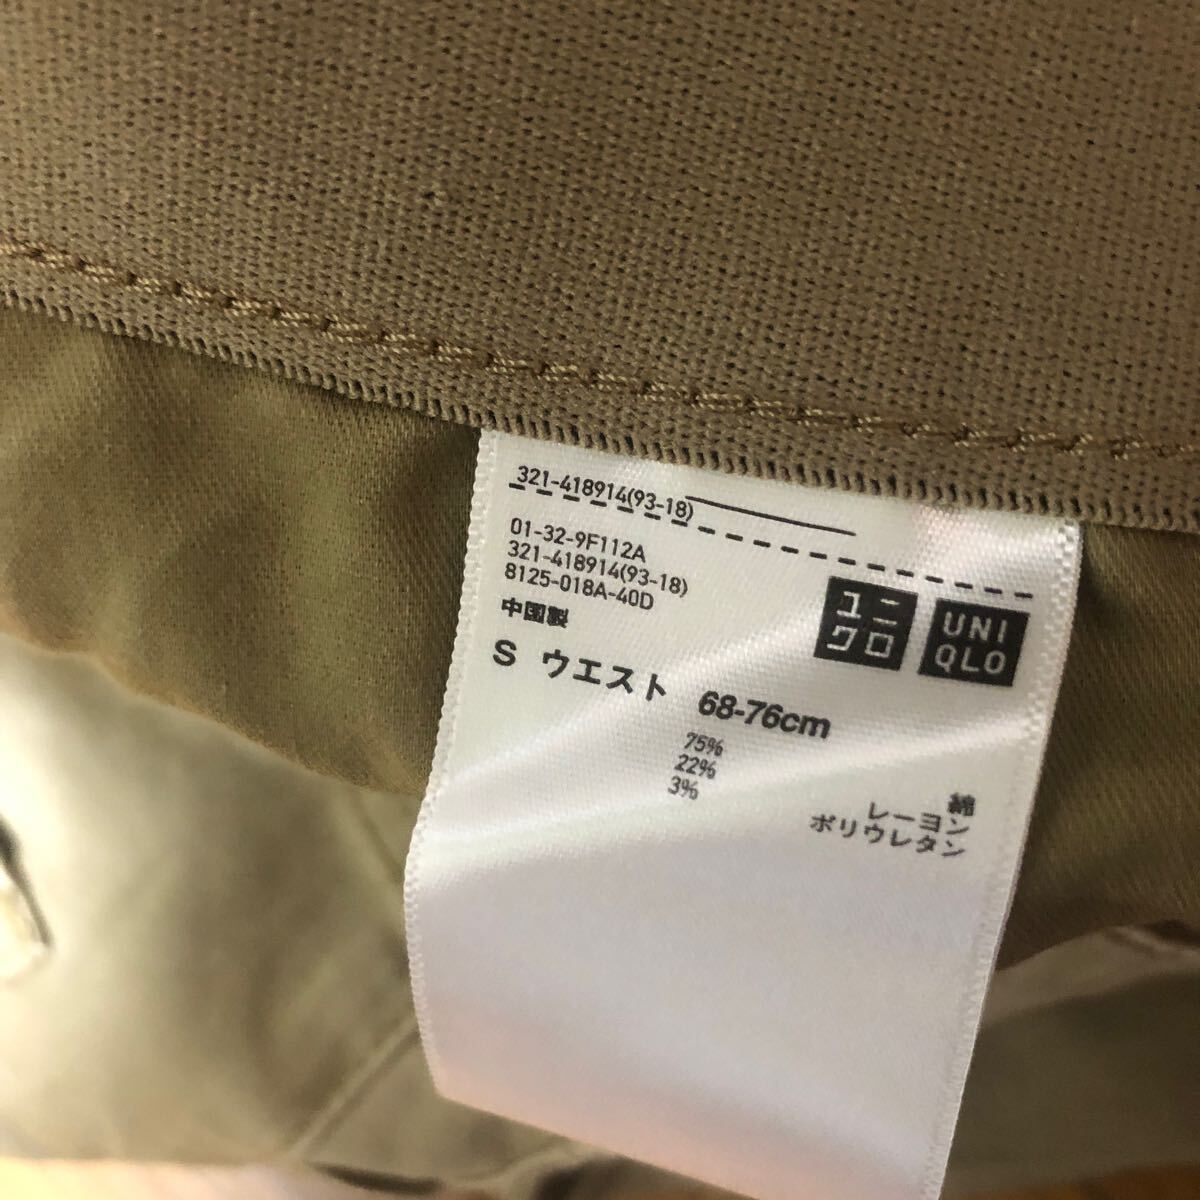 321-418914(93-18)
01-32-9F112A
321-418914(93-18)
8125-018A-40D
中国製
ユニ
クロ
UNI
QLO
S ウエスト 68-76cm
75% 綿
22% レーヨン
3% ポリウレタン